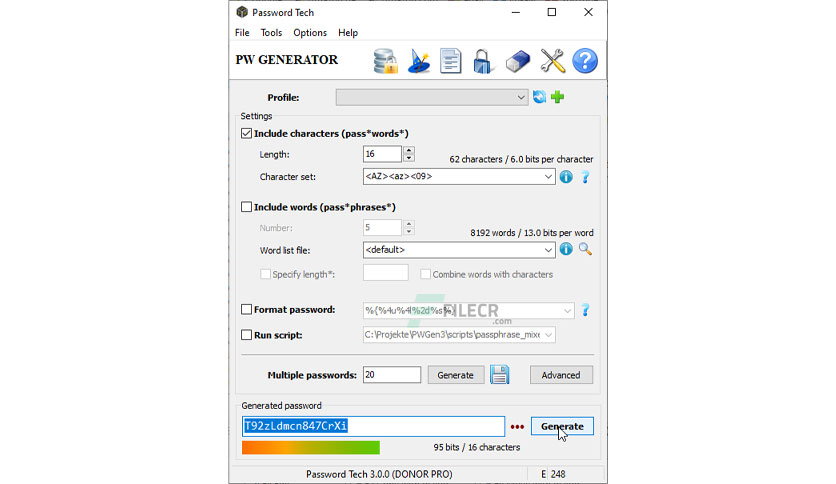 Password Tech
File Tools Options Help
PW GENERATOR
Profile:
Settings
Include characters (pass*words*)
Length: 16
62 characters / 6.0 bits per character
Character set: <AZ><az><09>
Include words (pass*phrases*)
Number: 5
8192 words / 13.0 bits per word
Word list file: <default>
Specify length*: Combine words with characters
Format password: %{%4u%4l%2d%s%}
FILECR
.com
Run script: C:\Projekte\PWGen3\scripts\passphrase_mixe
Multiple passwords: 20 Generate Advanced
Generated password
T92zLdmcn847CrXi Generate
95 bits / 16 characters
Password Tech 3.0.0 (DONOR PRO) E 248